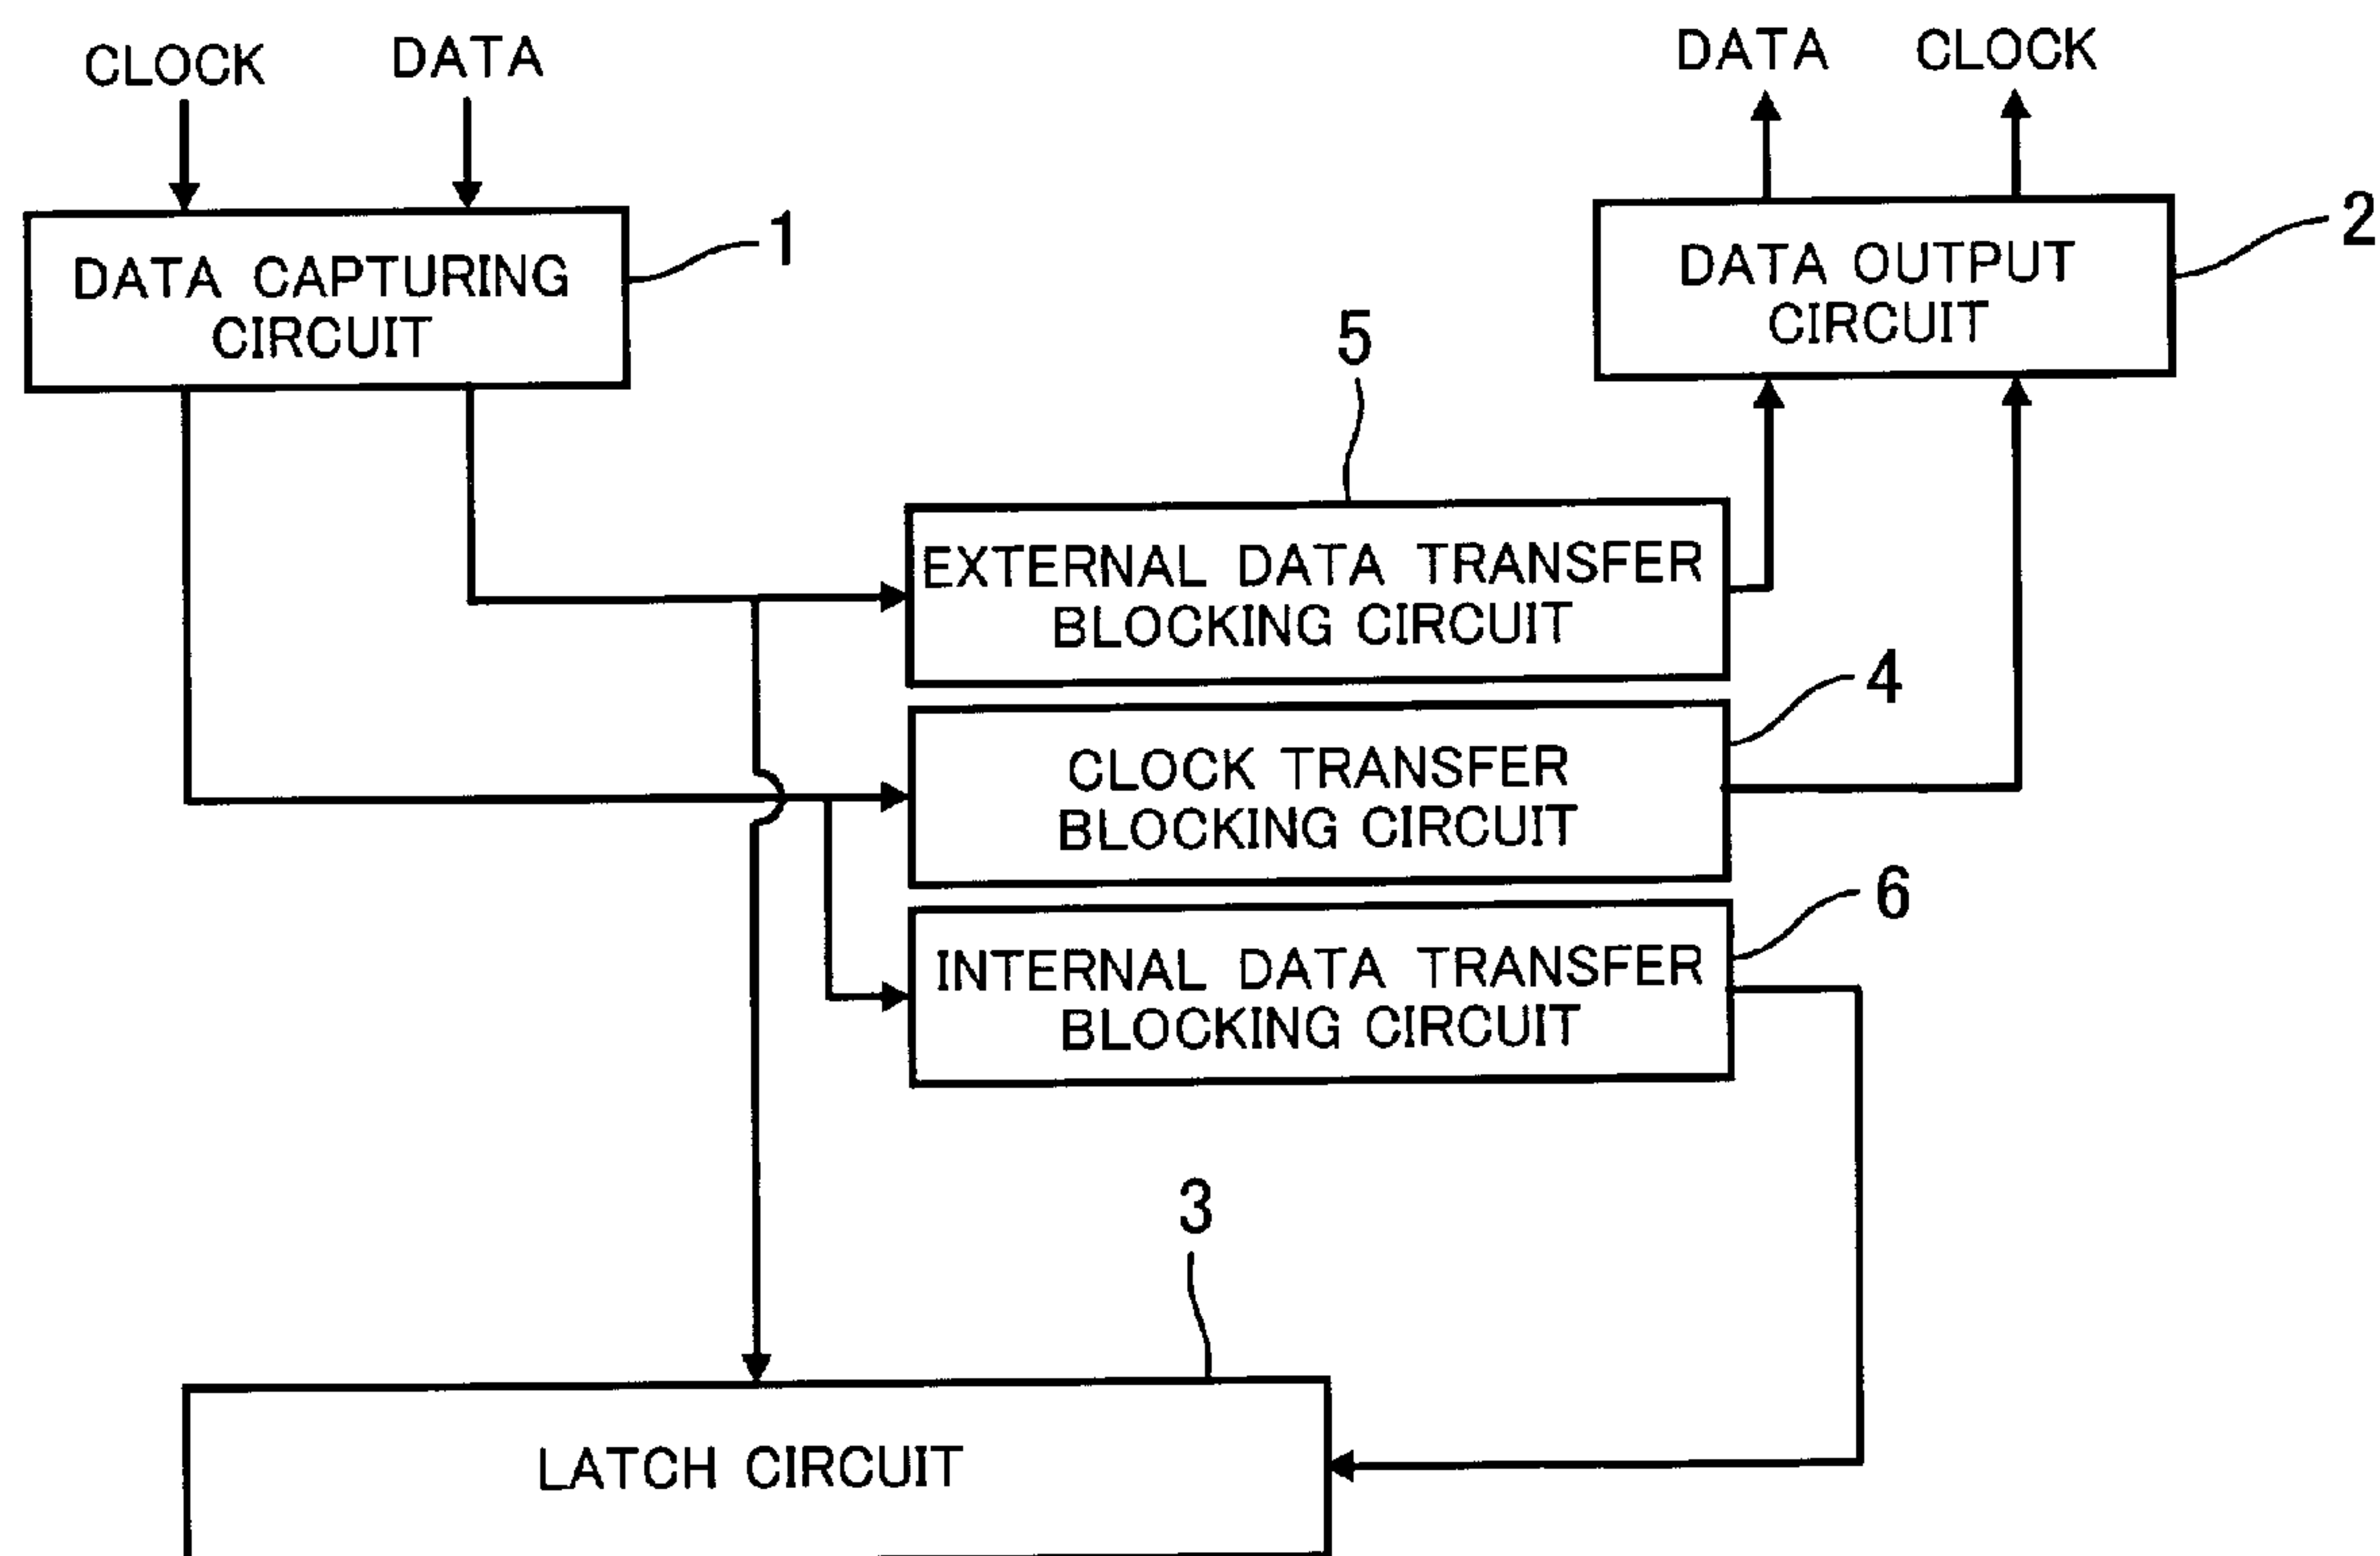 CLOCK
DATA
DATA
CLOCK
DATA CAPTURING
CIRCUIT
1
DATA OUTPUT
CIRCUIT
2
5
EXTERNAL DATA TRANSFER
BLOCKING CIRCUIT
4
CLOCK TRANSFER
BLOCKING CIRCUIT
6
INTERNAL DATA TRANSFER
BLOCKING CIRCUIT
3
LATCH CIRCUIT